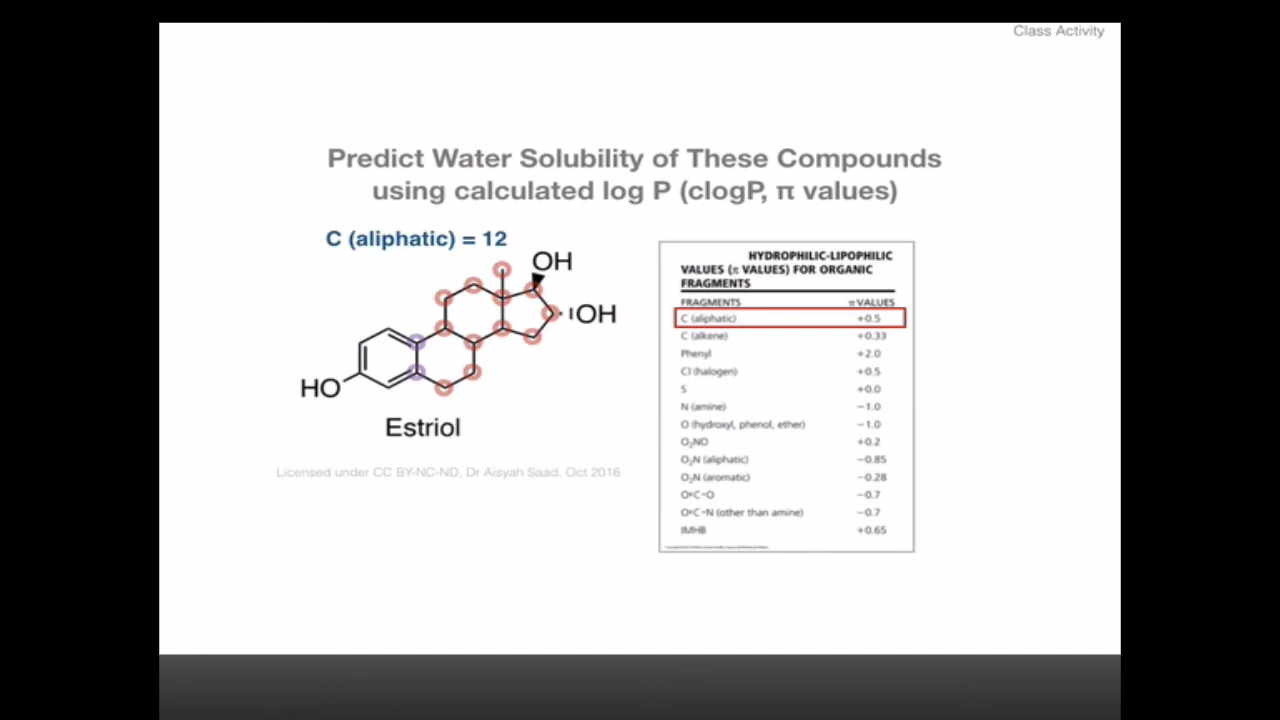 Class Activity
Predict Water Solubility of These Compounds
using calculated log P (clogP, π values)
C (aliphatic) = 12
OH
OH
HO
Estriol
Licensed under CC BY-NC-ND, Dr Aisyah Saad, Oct 2016
HYDROPHILIC-LIPOPHILIC
VALUES (π VALUES) FOR ORGANIC
FRAGMENTS
FRAGMENTS π VALUES
C (aliphatic) +0.5
C (alkene) +0.33
Phenyl +2.0
Cl (halogen) +0.5
S +0.0
N (amine) −1.0
O (hydroxyl, phenol, ether) −1.0
O₂NO +0.2
O₂N (aliphatic) −0.85
O₂N (aromatic) −0.28
O=C–O −0.7
O=C–N (other than amine) −0.7
IMHB +0.65